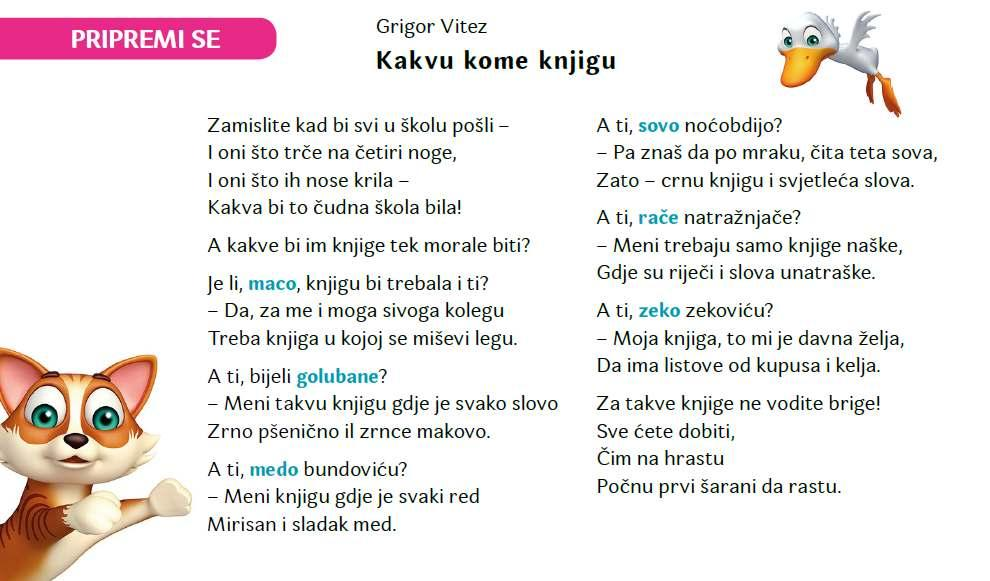 PRIPREMI SE
Grigor Vitez
Kakvu kome knjigu
Zamislite kad bi svi u školu pošli –
I oni što trče na četiri noge,
I oni što ih nose krila –
Kakva bi to čudna škola bila!
A kakve bi im knjige tek morale biti?
Je li, maco, knjigu bi trebala i ti?
– Da, za me i moga sivoga kolegu
Treba knjiga u kojoj se miševi legu.
A ti, bijeli golubane?
– Meni takvu knjigu gdje je svako slovo
Zrno pšenično il zrnce makovo.
A ti, medo bundoviću?
– Meni knjigu gdje je svaki red
Mirisan i sladak med.
A ti, sovo noćobdijo?
– Pa znaš da po mraku, čita teta sova,
Zato – crnu knjigu i svjetleća slova.
A ti, rače natražnjače?
– Meni trebaju samo knjige naške,
Gdje su riječi i slova unatraške.
A ti, zeko zekoviću?
– Moja knjiga, to mi je davna želja,
Da ima listove od kupusa i kelja.
Za takve knjige ne vodite brige!
Sve ćete dobiti,
Čim na hrastu
Počnu prvi šarani da rastu.